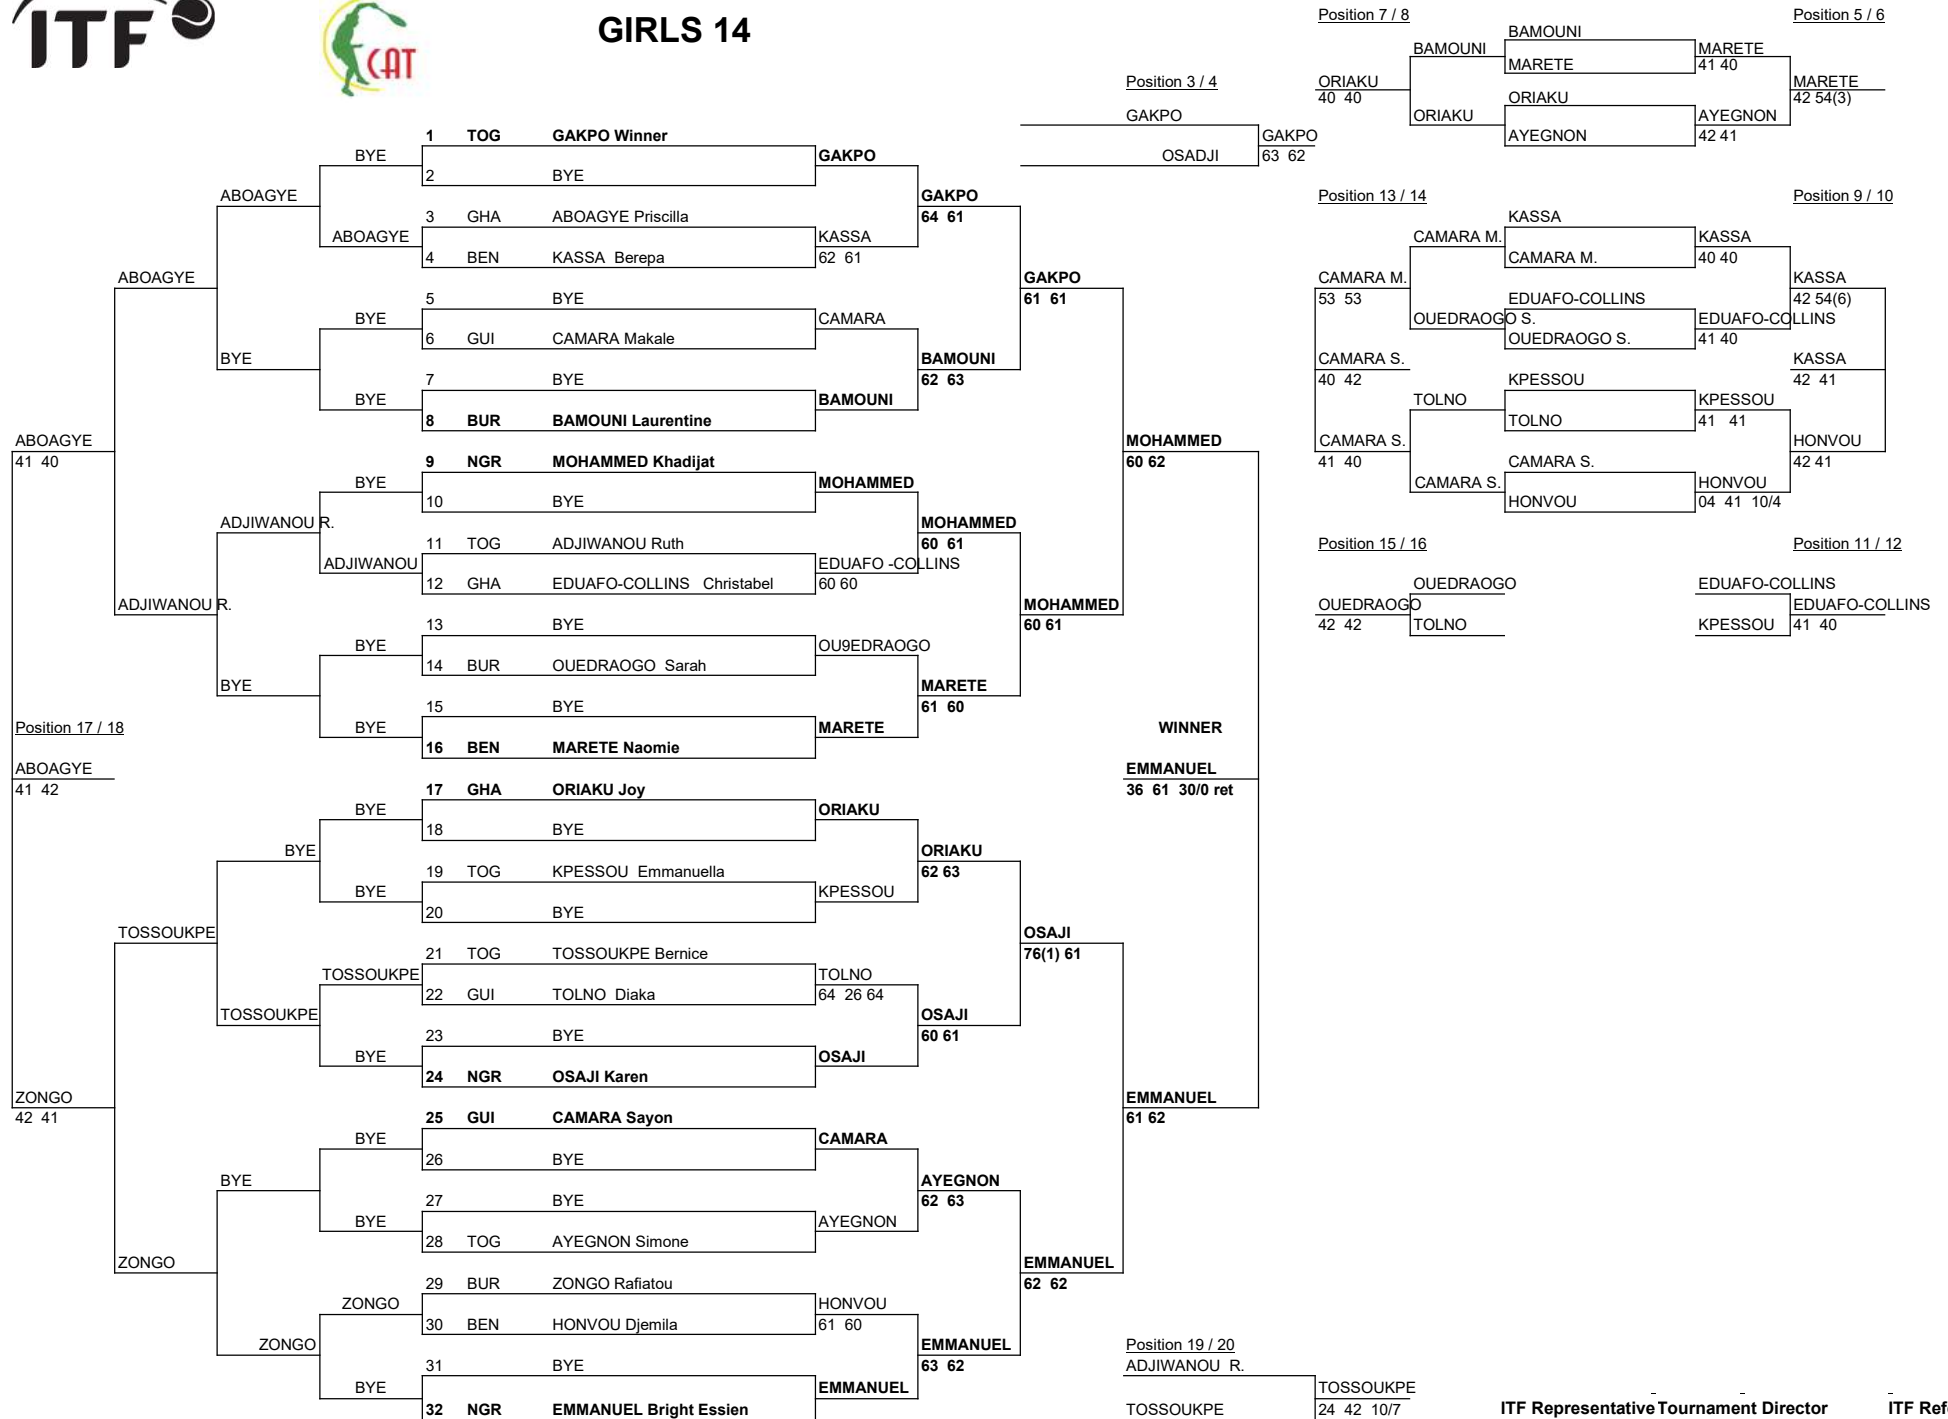 ITF
CAT
GIRLS 14
Position 7 / 8
Position 5 / 6
BAMOUNI
BAMOUNI
MARETE
MARETE
41 40
Position 3 / 4
ORIAKU
40 40
MARETE
42 54(3)
ORIAKU
ORIAKU
AYEGNON
AYEGNON
42 41
GAKPO
OSADJI
GAKPO
63 62
1 TOG GAKPO Winner
BYE
GAKPO
2 BYE
ABOAGYE
GAKPO
64 61
3 GHA ABOAGYE Priscilla
ABOAGYE
KASSA
4 BEN KASSA Berepa
62 61
ABOAGYE
GAKPO
61 61
5 BYE
BYE
CAMARA
6 GUI CAMARA Makale
BYE
BAMOUNI
62 63
7 BYE
BYE
BAMOUNI
8 BUR BAMOUNI Laurentine
ABOAGYE
41 40
MOHAMMED
60 62
9 NGR MOHAMMED Khadijat
BYE
MOHAMMED
10 BYE
ADJIWANOU R.
MOHAMMED
60 61
11 TOG ADJIWANOU Ruth
ADJIWANOU
EDUAFO -COLLINS
12 GHA EDUAFO-COLLINS Christabel
60 60
ADJIWANOU R.
MOHAMMED
60 61
13 BYE
BYE
OU9EDRAOGO
14 BUR OUEDRAOGO Sarah
BYE
MARETE
61 60
15 BYE
BYE
MARETE
16 BEN MARETE Naomie
Position 17 / 18
WINNER
ABOAGYE
41 42
EMMANUEL
36 61 30/0 ret
17 GHA ORIAKU Joy
BYE
ORIAKU
18 BYE
BYE
ORIAKU
62 63
19 TOG KPESSOU Emmanuella
BYE
KPESSOU
20 BYE
TOSSOUKPE
OSAJI
76(1) 61
21 TOG TOSSOUKPE Bernice
TOSSOUKPE
TOLNO
22 GUI TOLNO Diaka
64 26 64
TOSSOUKPE
OSAJI
60 61
23 BYE
BYE
OSAJI
24 NGR OSAJI Karen
ZONGO
42 41
EMMANUEL
61 62
25 GUI CAMARA Sayon
BYE
CAMARA
26 BYE
BYE
AYEGNON
62 63
27 BYE
BYE
AYEGNON
28 TOG AYEGNON Simone
ZONGO
EMMANUEL
62 62
29 BUR ZONGO Rafiatou
ZONGO
HONVOU
30 BEN HONVOU Djemila
61 60
ZONGO
EMMANUEL
63 62
31 BYE
BYE
EMMANUEL
32 NGR EMMANUEL Bright Essien
Position 13 / 14
Position 9 / 10
KASSA
CAMARA M.
KASSA
CAMARA M.
40 40
CAMARA M.
53 53
KASSA
42 54(6)
EDUAFO-COLLINS
OUEDRAOGO S.
EDUAFO-COLLINS
OUEDRAOGO S.
41 40
CAMARA S.
40 42
KASSA
42 41
KPESSOU
TOLNO
KPESSOU
TOLNO
41 41
CAMARA S.
41 40
HONVOU
42 41
CAMARA S.
CAMARA S.
HONVOU
HONVOU
04 41 10/4
Position 15 / 16
Position 11 / 12
OUEDRAOGO
EDUAFO-COLLINS
OUEDRAOGO
42 42
EDUAFO-COLLINS
41 40
TOLNO
KPESSOU
Position 19 / 20
ADJIWANOU R.
TOSSOUKPE
TOSSOUKPE
24 42 10/7
ITF Representative Tournament Director ITF Ref